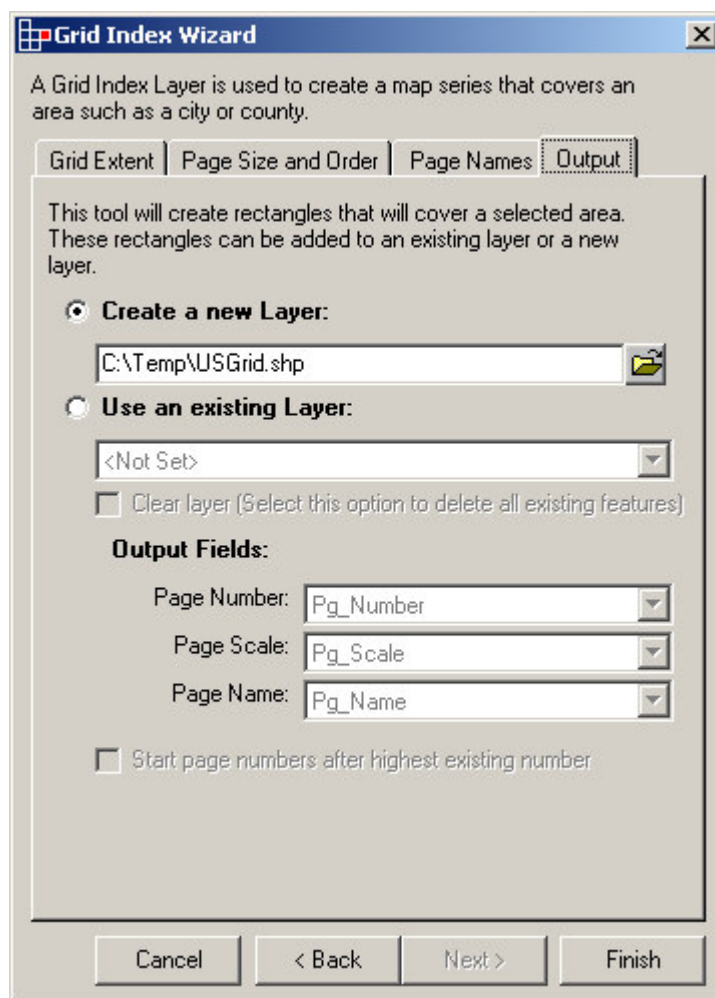 Grid Index Wizard
A Grid Index Layer is used to create a map series that covers an
area such as a city or county.
Grid Extent Page Size and Order Page Names Output
This tool will create rectangles that will cover a selected area.
These rectangles can be added to an existing layer or a new
layer.
Create a new Layer:
C:\Temp\USGrid.shp
Use an existing Layer:
<Not Set>
Clear layer (Select this option to delete all existing features)
Output Fields:
Page Number: Pg_Number
Page Scale: Pg_Scale
Page Name: Pg_Name
Start page numbers after highest existing number
Cancel < Back Next > Finish